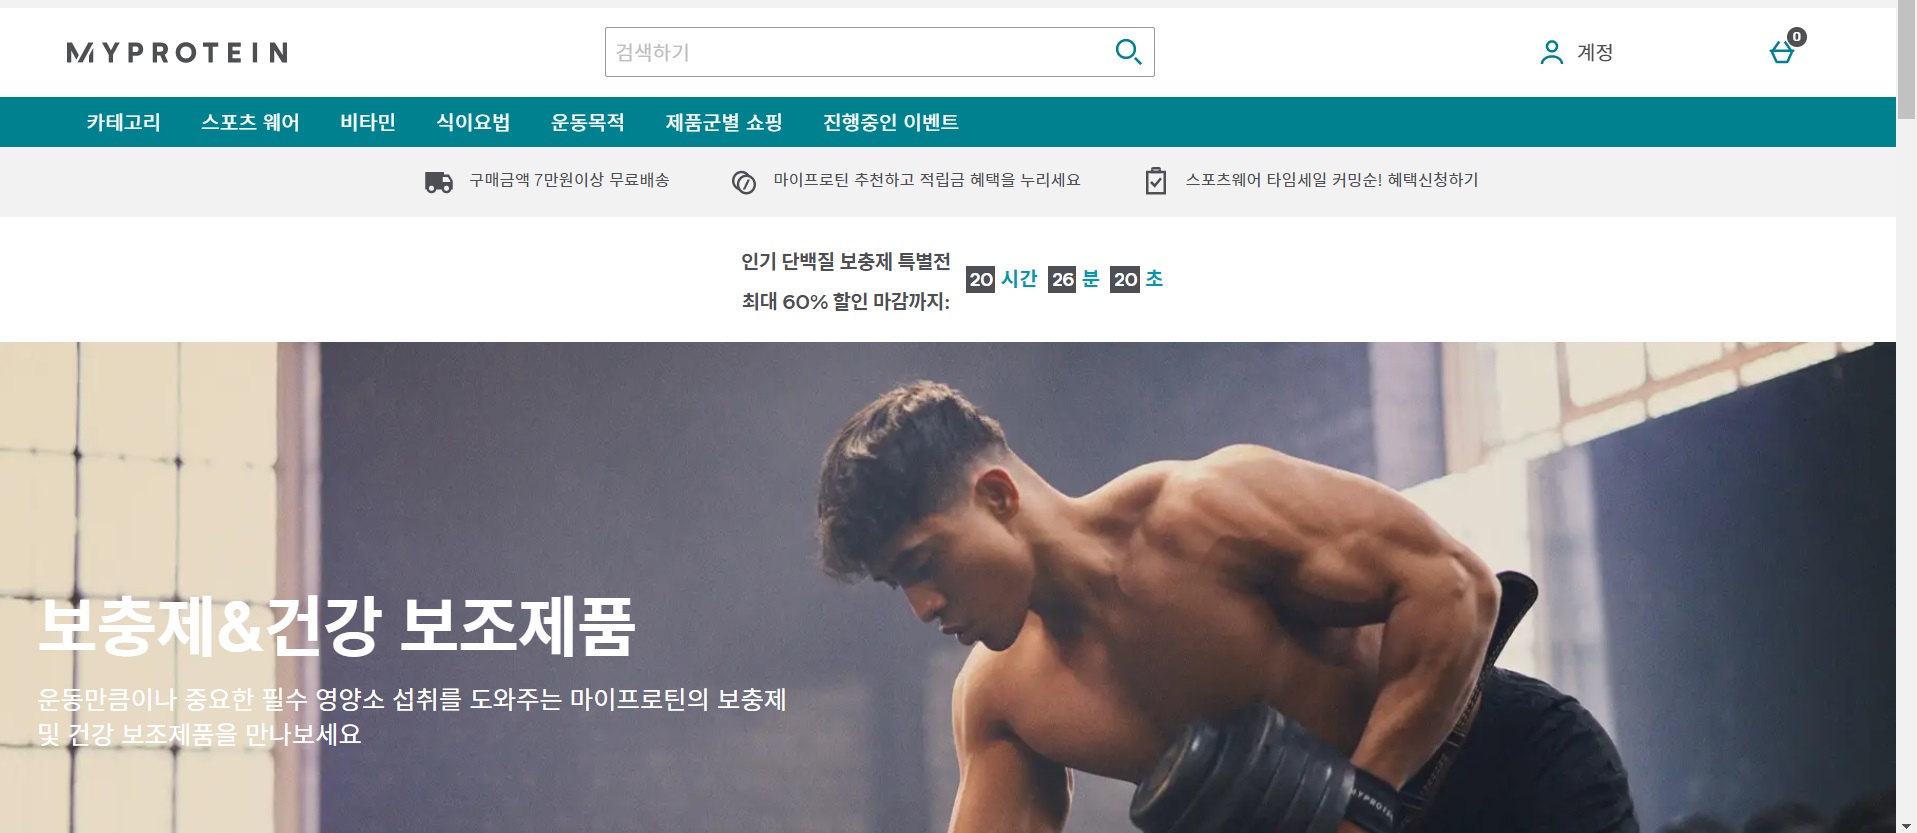 MYPROTEIN
검색하기
계정
0
카테고리 스포츠 웨어 비타민 식이요법 운동목적 제품군별 쇼핑 진행중인 이벤트
구매금액 7만원이상 무료배송 마이프로틴 추천하고 적립금 혜택을 누리세요 스포츠웨어 타임세일 커밍순! 혜택신청하기
인기 단백질 보충제 특별전
최대 60% 할인 마감까지:
20 시간 26 분 20 초
보충제&건강 보조제품
운동만큼이나 중요한 필수 영양소 섭취를 도와주는 마이프로틴의 보충제
및 건강 보조제품을 만나보세요
MYPROTEIN